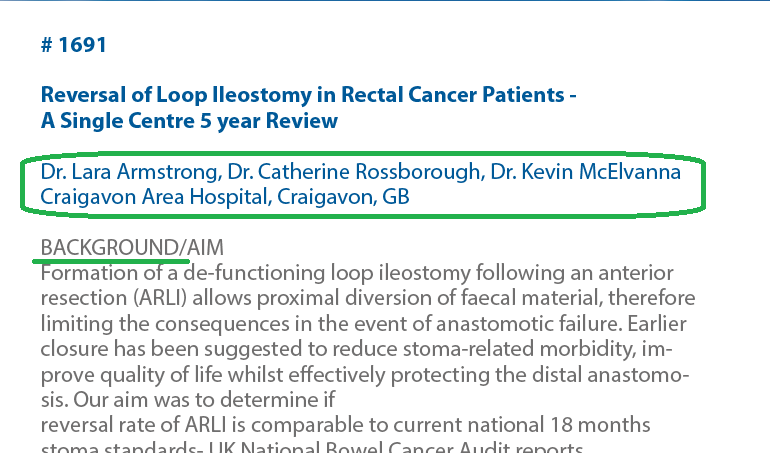 # 1691
Reversal of Loop Ileostomy in Rectal Cancer Patients -
A Single Centre 5 year Review
Dr. Lara Armstrong, Dr. Catherine Rossborough, Dr. Kevin McElvanna
Craigavon Area Hospital, Craigavon, GB
BACKGROUND/AIM
Formation of a de-functioning loop ileostomy following an anterior
resection (ARLI) allows proximal diversion of faecal material, therefore
limiting the consequences in the event of anastomotic failure. Earlier
closure has been suggested to reduce stoma-related morbidity, im-
prove quality of life whilst effectively protecting the distal anastomo-
sis. Our aim was to determine if
reversal rate of ARLI is comparable to current national 18 months
stoma standards- UK National Bowel Cancer Audit reports